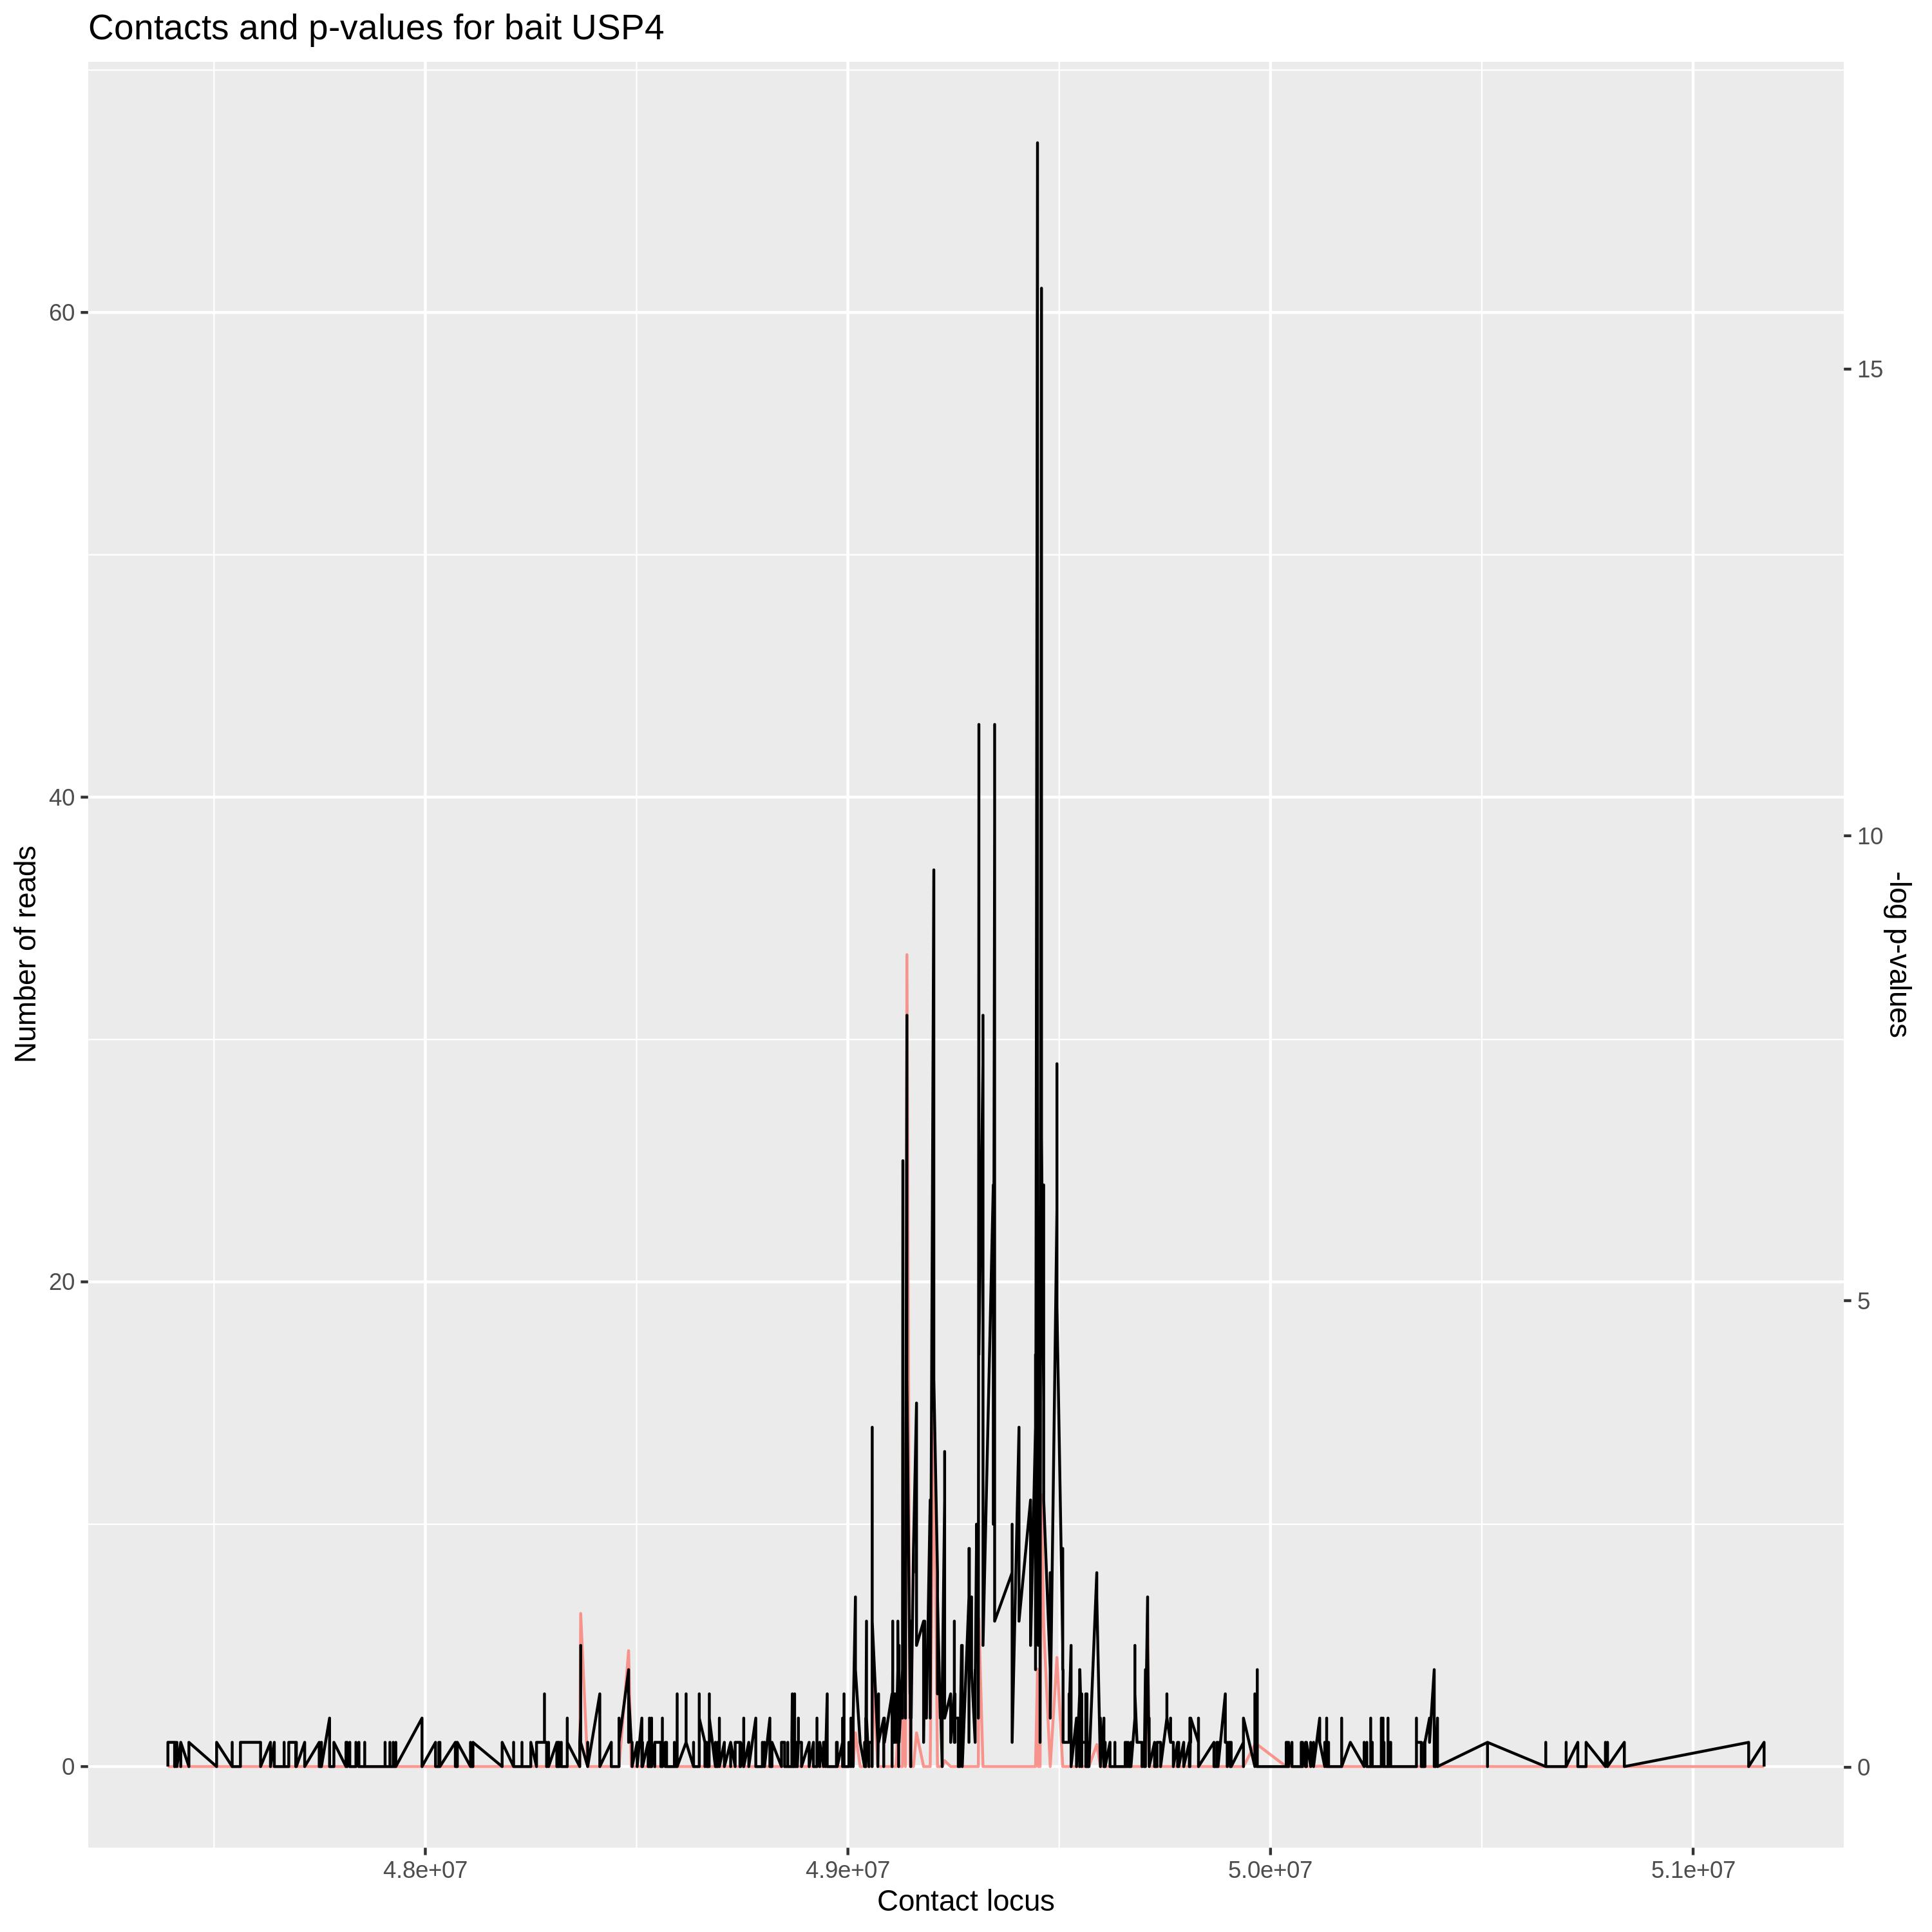 Contacts and p-values for bait USP4
Number of reads
60
40
20
0
15
10
5
0
-log p-values
4.8e+07
4.9e+07
5.0e+07
5.1e+07
Contact locus